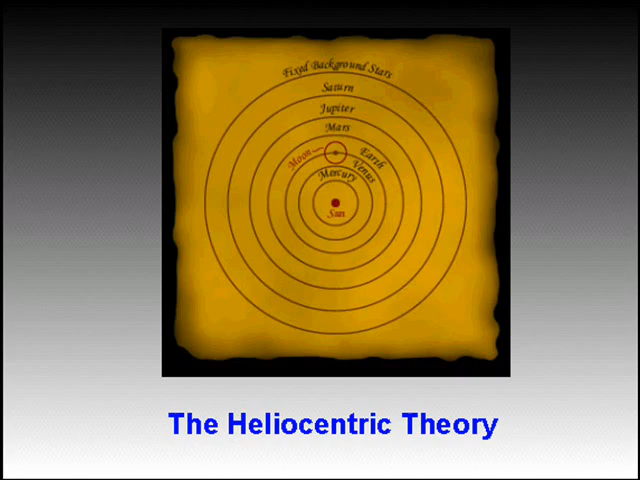 Fixed Background Stars
Saturn
Jupiter
Mars
Moon
Earth
Venus
Mercury
Sun
The Heliocentric Theory